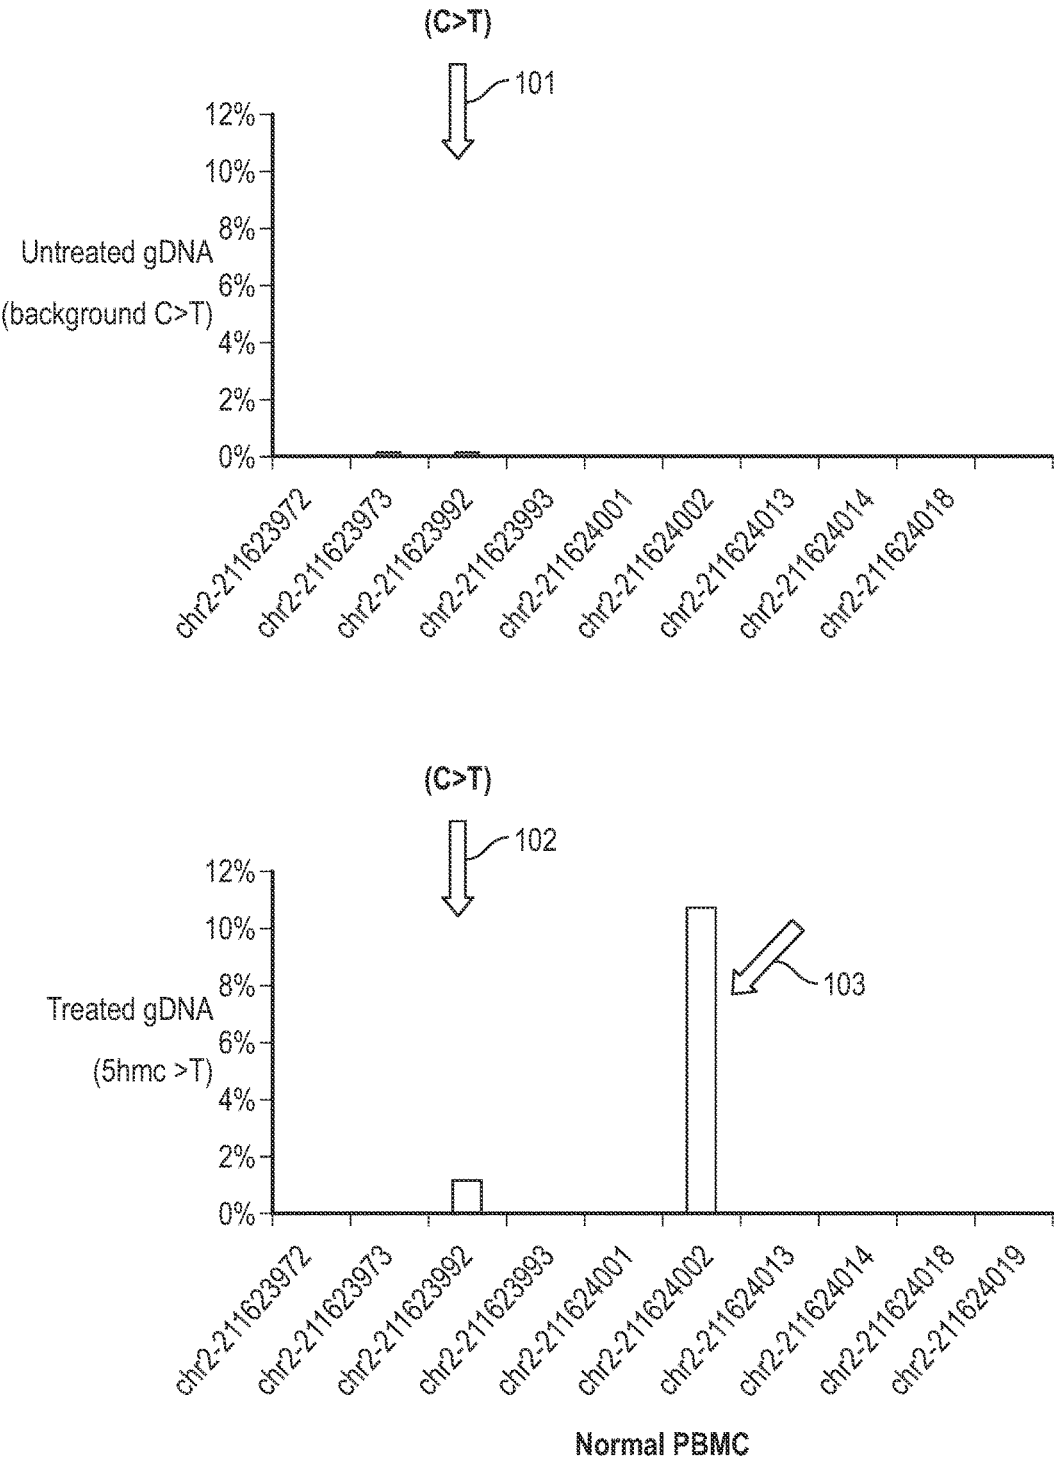 (C>T)
101
12%
10%
8%
Untreated gDNA
6%
(background C>T)
4%
2%
0%
chr2-211623972
chr2-211623973
chr2-211623992
chr2-211623993
chr2-211624001
chr2-211624002
chr2-211624013
chr2-211624014
chr2-211624018
(C>T)
102
12%
10%
103
8%
Treated gDNA
6%
(5hmc >T)
4%
2%
0%
chr2-211623972
chr2-211623973
chr2-211623992
chr2-211623993
chr2-211624001
chr2-211624002
chr2-211624013
chr2-211624014
chr2-211624018
chr2-211624019
Normal PBMC